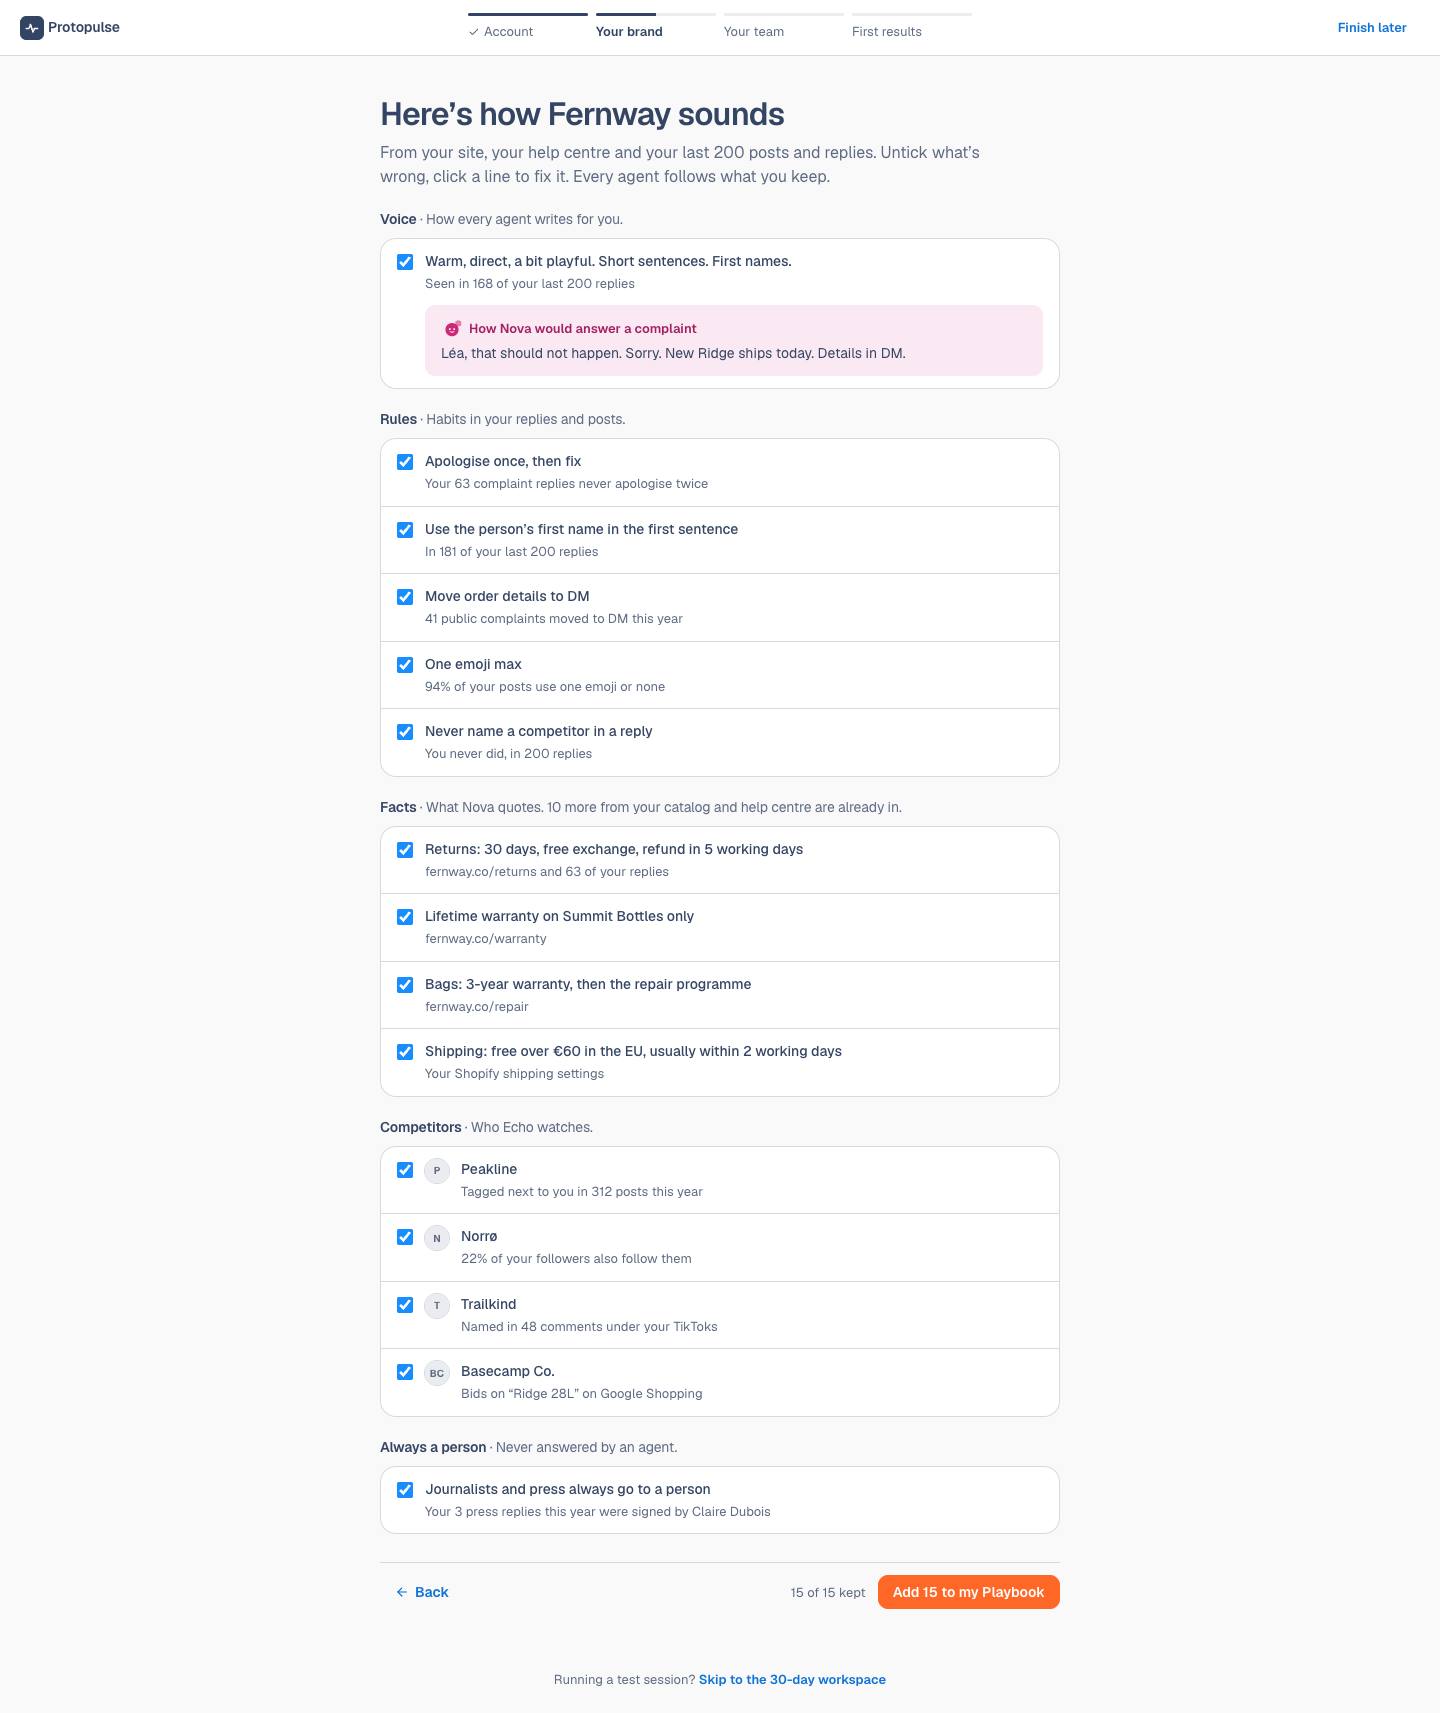 Protopulse
Account
Your brand
Your team
First results
Finish later
Here’s how Fernway sounds
From your site, your help centre and your last 200 posts and replies. Untick what’s
wrong, click a line to fix it. Every agent follows what you keep.
Voice · How every agent writes for you.
Warm, direct, a bit playful. Short sentences. First names.
Seen in 168 of your last 200 replies
How Nova would answer a complaint
Léa, that should not happen. Sorry. New Ridge ships today. Details in DM.
Rules · Habits in your replies and posts.
Apologise once, then fix
Your 63 complaint replies never apologise twice
Use the person’s first name in the first sentence
In 181 of your last 200 replies
Move order details to DM
41 public complaints moved to DM this year
One emoji max
94% of your posts use one emoji or none
Never name a competitor in a reply
You never did, in 200 replies
Facts · What Nova quotes. 10 more from your catalog and help centre are already in.
Returns: 30 days, free exchange, refund in 5 working days
fernway.co/returns and 63 of your replies
Lifetime warranty on Summit Bottles only
fernway.co/warranty
Bags: 3-year warranty, then the repair programme
fernway.co/repair
Shipping: free over €60 in the EU, usually within 2 working days
Your Shopify shipping settings
Competitors · Who Echo watches.
P
Peakline
Tagged next to you in 312 posts this year
N
Norrø
22% of your followers also follow them
T
Trailkind
Named in 48 comments under your TikToks
BC
Basecamp Co.
Bids on “Ridge 28L” on Google Shopping
Always a person · Never answered by an agent.
Journalists and press always go to a person
Your 3 press replies this year were signed by Claire Dubois
Back
15 of 15 kept
Add 15 to my Playbook
Running a test session? Skip to the 30-day workspace